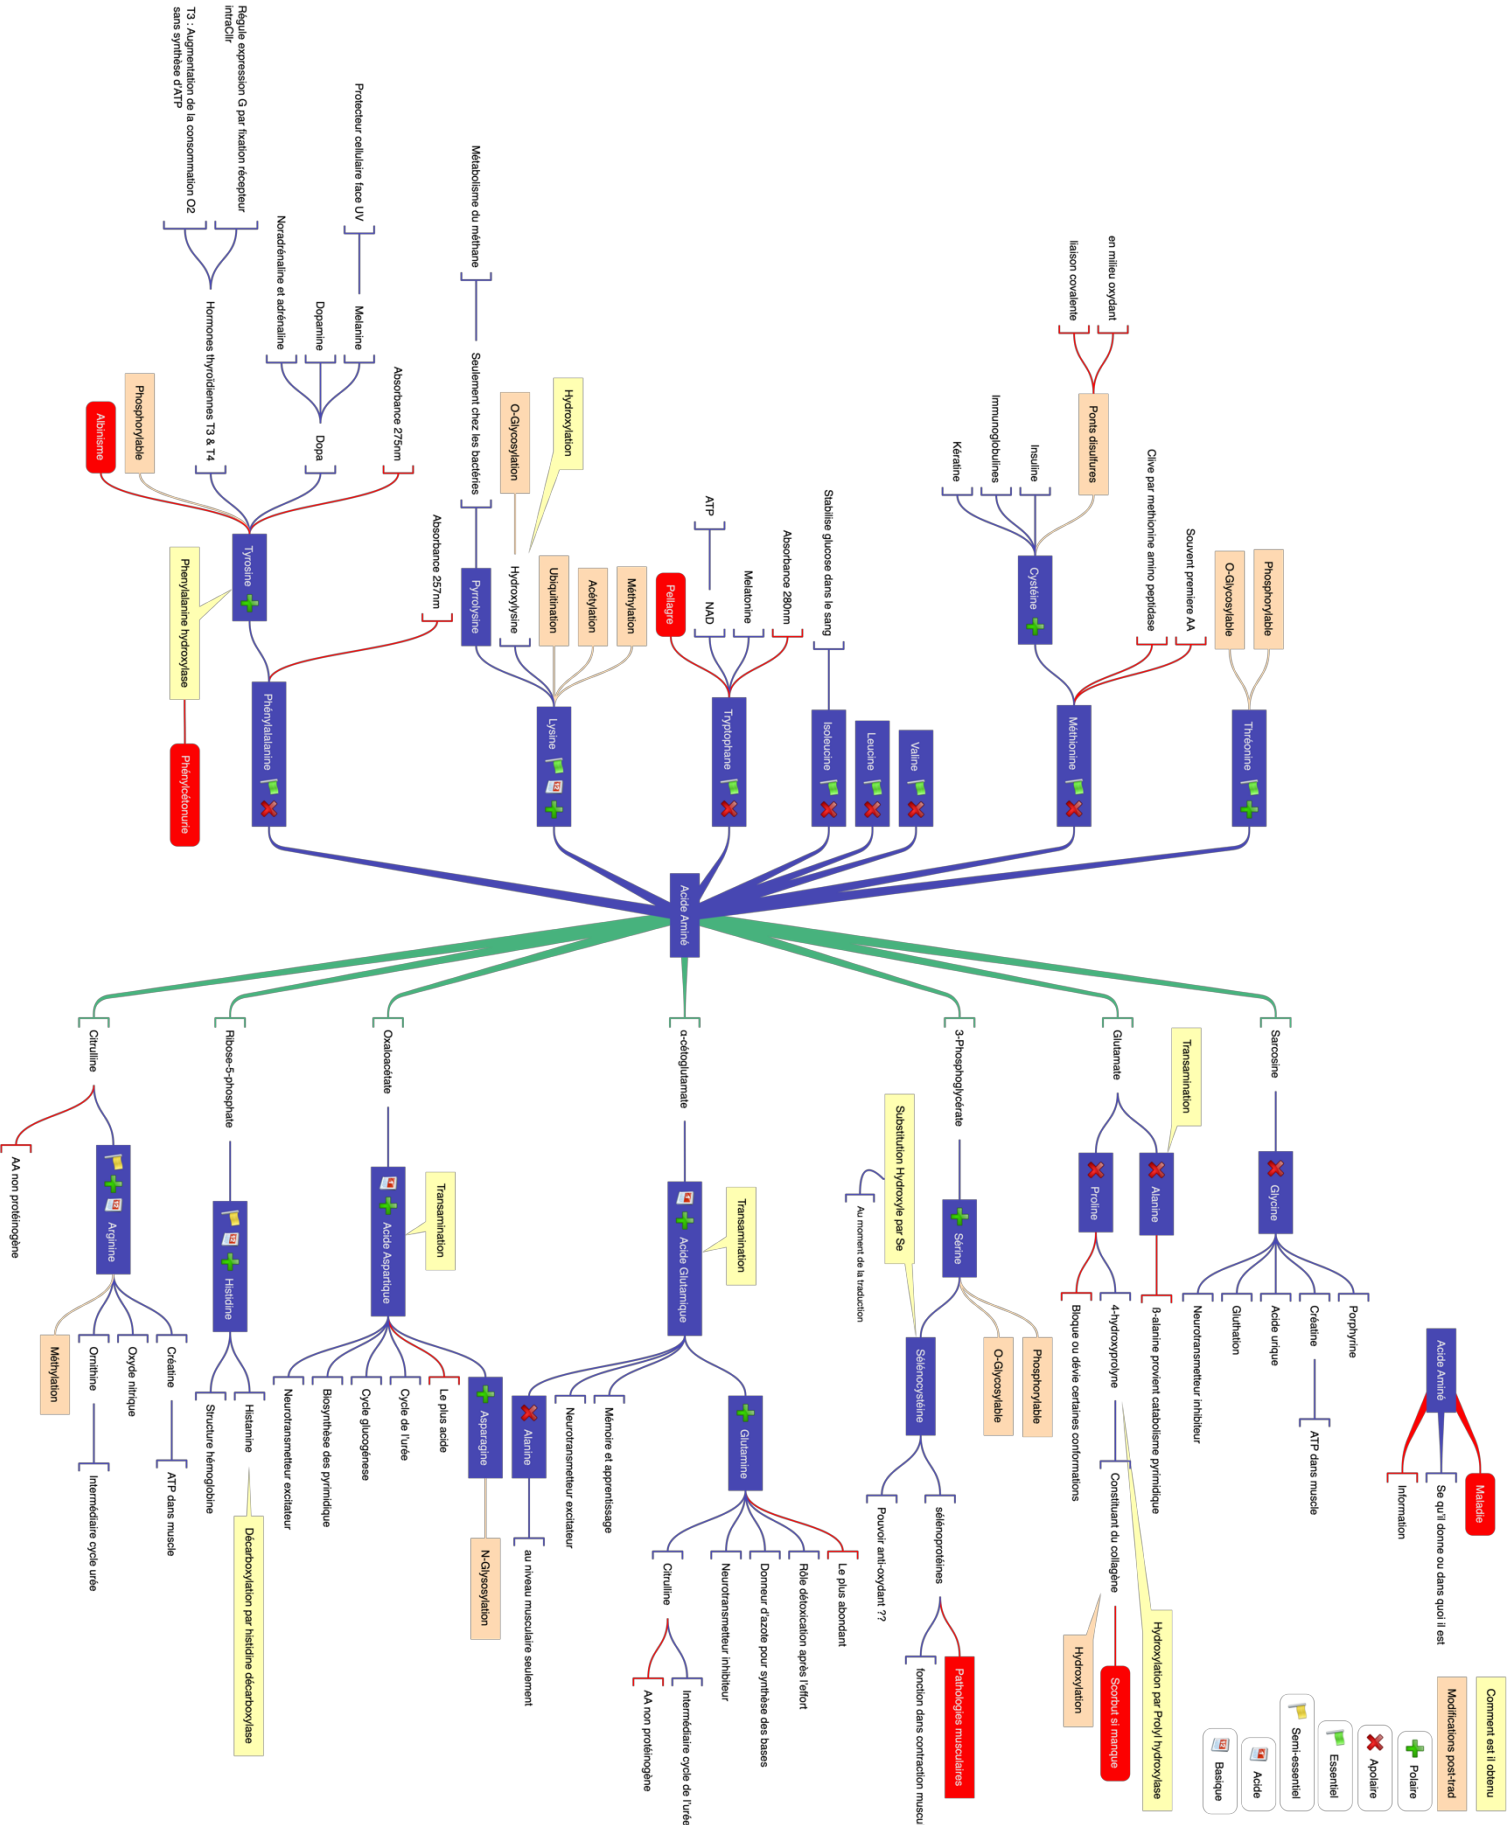 Comment est il obtenu
Modifications post-trad
Polaire
Apolaire
Essentiel
Semi-essentiel
Acide
Basique
Acide Aminé
Maladie
Se qu'il donne ou dans quoi il est
Information
Acide Aminé
Thréonine
Phosphorylable
O-Glycosylable
Méthionine
Souvent premiere AA
Clive par methionine amino peptidase
Cystéine
Ponts disulfures
en milieu oxydant
liaison covalente
Insuline
Immunoglobulines
Kératine
Valine
Leucine
Isoleucine
Stabilise glucose dans le sang
Tryptophane
Absorbance 280nm
Melatonine
NAD
ATP
Pellagre
Lysine
Méthylation
Acétylation
Ubiquitination
Hydroxylysine
Hydroxylation
O-Glycosylation
Pyrrolysine
Seulement chez les bactéries
Métabolisme du méthane
Phénylalalanine
Absorbance 257nm
Tyrosine
Absorbance 275nm
Dopa
Melanine
Protecteur cellulaire face UV
Dopamine
Noradrénaline et adrénaline
Hormones thyroïdiennes T3 & T4
Régule expression G par fixation récepteur
intraCllr
T3 : Augmentation de la consommation O2
sans synthèse d'ATP
Phosphorylable
Albinisme
Phenylalanine hydroxylase
Phénylcétonurie
Sarcosine
Glycine
Porphyrine
Créatine
ATP dans muscle
Acide urique
Gluthation
Neurotransmetteur inhibiteur
Glutamate
Transamination
Alanine
ß-alanine provient catabolisme pyrimidique
Proline
4-hydroxyprolyne
Constituant du collagène
Scorbut si manque
Hydroxylation par Prolyl hydroxylase
Hydroxylation
Bloque ou dévie certaines conformations
3-Phosphoglycérate
Sérine
Phosphorylable
O-Glycosylable
Sélénocystéine
Substitution Hydroxyle par Se
Au moment de la traduction
sélénoprotéines
Pathologies musculaires
fonction dans contraction muscu
Pouvoir anti-oxydant ??
α-cétoglutamate
Acide Glutamique
Transamination
Glutamine
Le plus abondant
Rôle détoxication après l'effort
Donneur d'azote pour synthèse des bases
Neurotransmetteur inhibiteur
Citrulline
Intermédiaire cycle de l'urée
AA non protéinogène
Mémoire et apprentissage
Neurotransmetteur excitateur
Alanine
au niveau musculaire seulement
Oxaloacétate
Acide Aspartique
Transamination
Asparagine
N-Glysosylation
Le plus acide
Cycle de l'urée
Cycle glucogénese
Biosynthèse des pyrimidique
Neurotransmetteur excitateur
Ribose-5-phosphate
Histidine
Histamine
Décarboxylation par histidine décarboxylase
Structure hémoglobine
Citrulline
Arginine
Créatine
ATP dans muscle
Oxyde nitrique
Ornithine
Intermédiaire cycle urée
Méthylation
AA non protéinogène